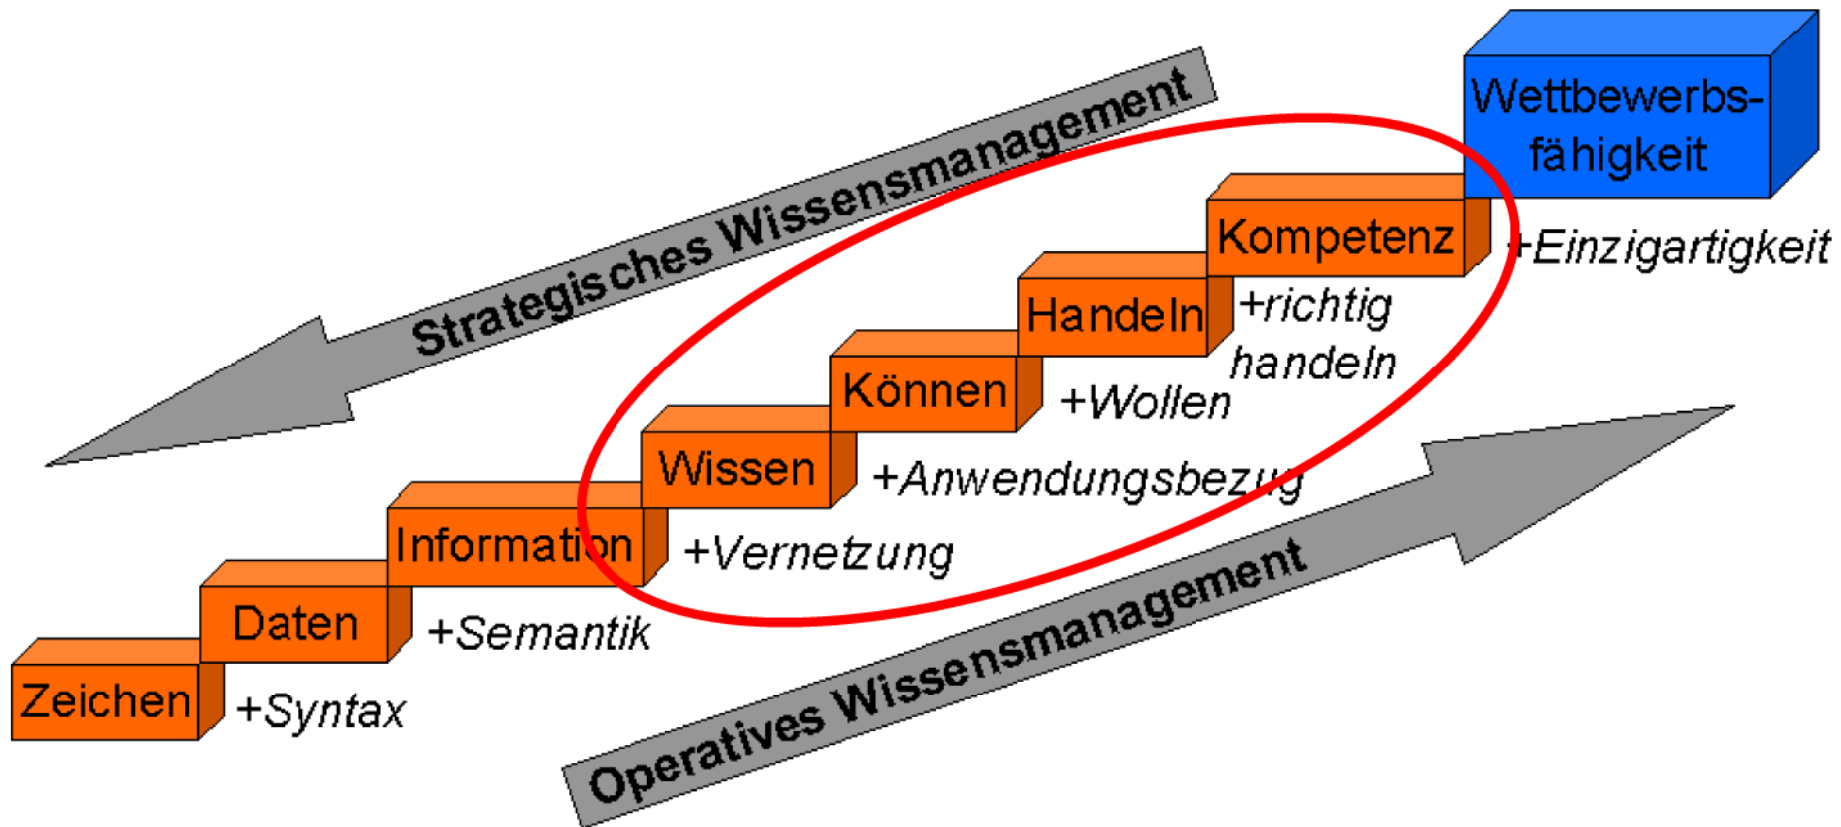 Strategisches Wissensmanagement
Wettbewerbs-
fähigkeit
Kompetenz
+Einzigartigkeit
Handeln
+richtig
handeln
Können
+Wollen
Wissen
+Anwendungsbezug
Information
+Vernetzung
Daten
+Semantik
Zeichen
+Syntax
Operatives Wissensmanagement